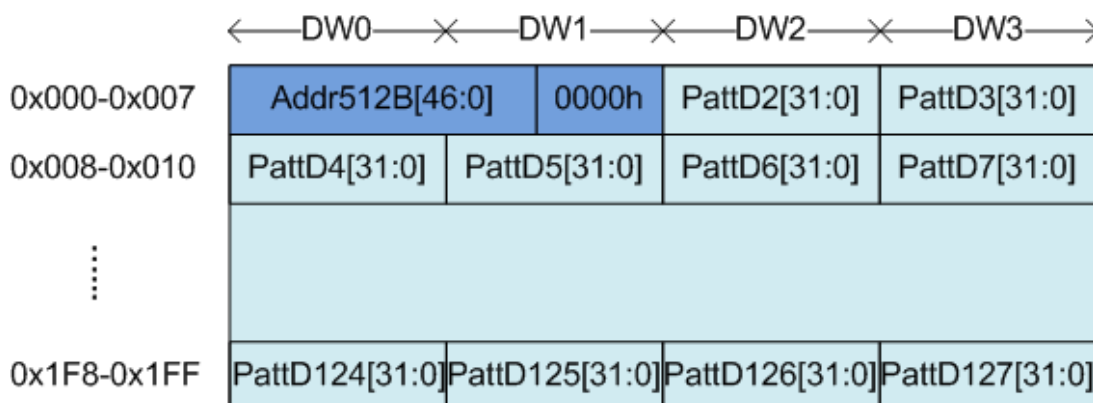 DW0 DW1 DW2 DW3
0x000-0x007 Addr512B[46:0] 0000h PattD2[31:0] PattD3[31:0]
0x008-0x010 PattD4[31:0] PattD5[31:0] PattD6[31:0] PattD7[31:0]
0x1F8-0x1FF PattD124[31:0] PattD125[31:0] PattD126[31:0] PattD127[31:0]